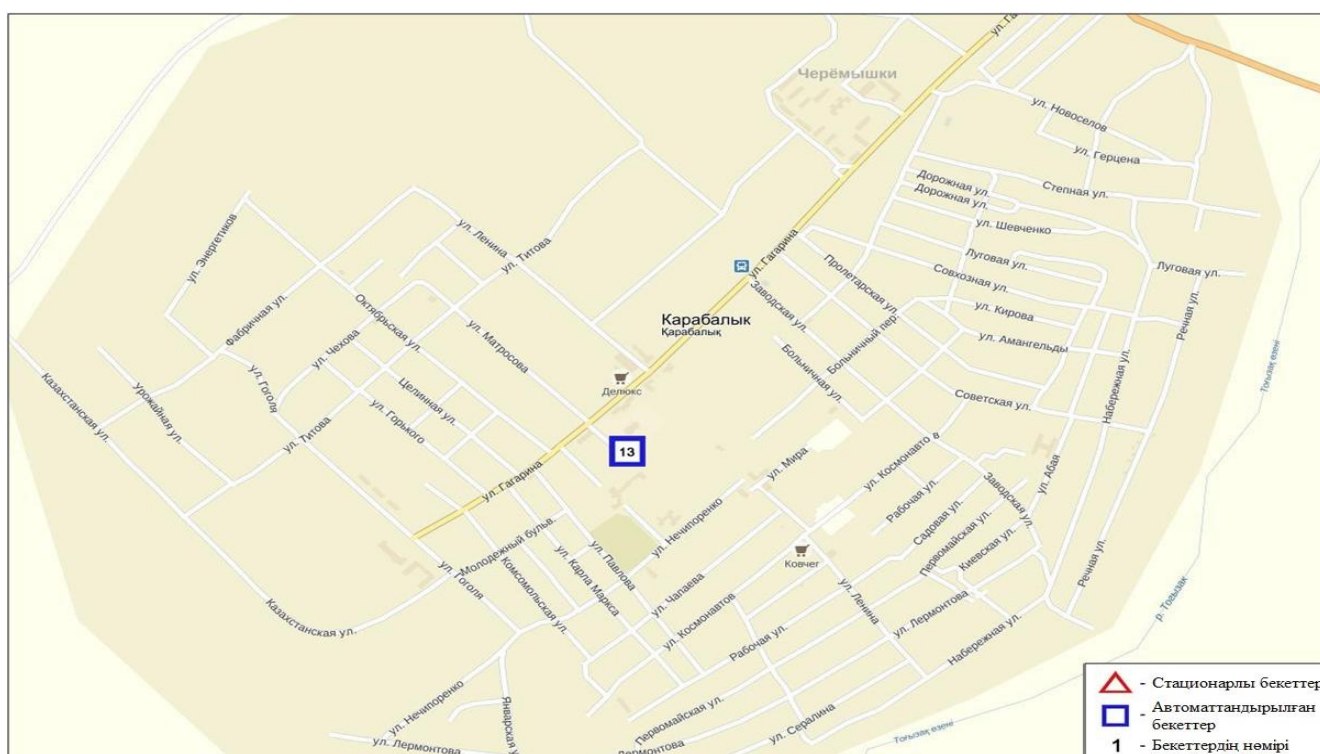 ул. Га
Черёмышки
ул. Новоселов
ул. Герцена
Дорожная ул.
Дорожная ул.
Степная ул.
ул. Энергетиков
ул. Ленина
ул. Титова
ул. Гагарина
ул. Шевченко
Луговая ул.
Луговая ул.
Совхозная ул.
Пролетарская ул.
Заводская ул.
Фабричная ул.
Октябрьская ул.
Карабалык
Қарабалық
Больничный пер.
ул. Кирова
ул. Амангельды
Речная ул.
ул. Чехова
ул. Матросова
Больничная ул.
Набережная ул.
Тоғызақ өзені
Казахстанская ул.
Урожайная ул.
ул. Гоголя
Целинная ул.
ул. Горького
Делюкс
Советская ул.
ул. Титова
13
ул. Гагарина
ул. Мира
ул. Космонавто в
Рабочая ул.
Заводская ул.
ул. Абая
ул. Нечипоренко
Садовая ул.
Первомайская ул.
Киевская ул.
Молодежный бульв.
Ковчег
Речная ул.
ул. Гоголя
Комсомольская ул.
ул. Карла Маркса
ул. Павлова
ул. Чапаева
ул. Космонавтов
ул. Ленина
ул. Лермонтова
Набережная ул.
р. Тогызак
Казахстанская ул.
Рабочая ул.
ул. Нечипоренко
Январская у
Первомайская ул.
ул. Сералина
ул. Лермонтова
Лермонтова ул.
Тоғызақ өзені
- Стационарлы бекеттер
- Автоматтандырылған
бекеттер
1 - Бекеттердің нөмірі